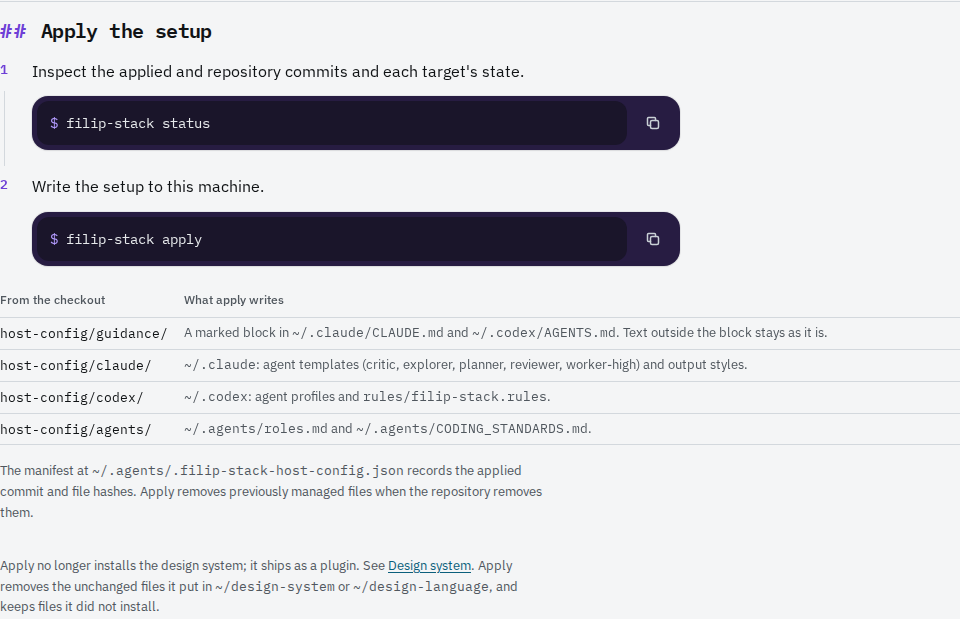 ## Apply the setup
1 Inspect the applied and repository commits and each target's state.
$ filip-stack status
2 Write the setup to this machine.
$ filip-stack apply
From the checkout What apply writes
host-config/guidance/ A marked block in ~/.claude/CLAUDE.md and ~/.codex/AGENTS.md. Text outside the block stays as it is.
host-config/claude/ ~/.claude: agent templates (critic, explorer, planner, reviewer, worker-high) and output styles.
host-config/codex/ ~/.codex: agent profiles and rules/filip-stack.rules.
host-config/agents/ ~/.agents/roles.md and ~/.agents/CODING_STANDARDS.md.
The manifest at ~/.agents/.filip-stack-host-config.json records the applied
commit and file hashes. Apply removes previously managed files when the repository removes
them.
Apply no longer installs the design system; it ships as a plugin. See Design system. Apply
removes the unchanged files it put in ~/design-system or ~/design-language, and
keeps files it did not install.